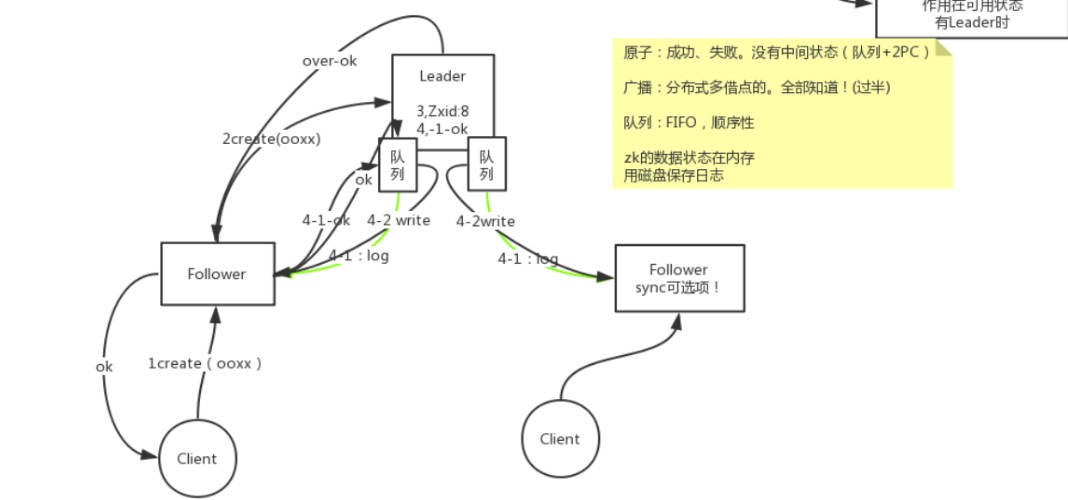 作用在可用状态
有Leader时
原子：成功、失败。没有中间状态（队列+2PC）
广播：分布式多借点的。全部知道！(过半)
队列：FIFO，顺序性
zk的数据状态在内存
用磁盘保存日志
over-ok
Leader
3,Zxid:8
4,-1-ok
2create(ooxx)
队
列
队
列
ok
4-1-ok
4-2 write
4-2write
4-1：log
4-1：log
Follower
Follower
sync可选项！
ok
1create（ooxx）
Client
Client